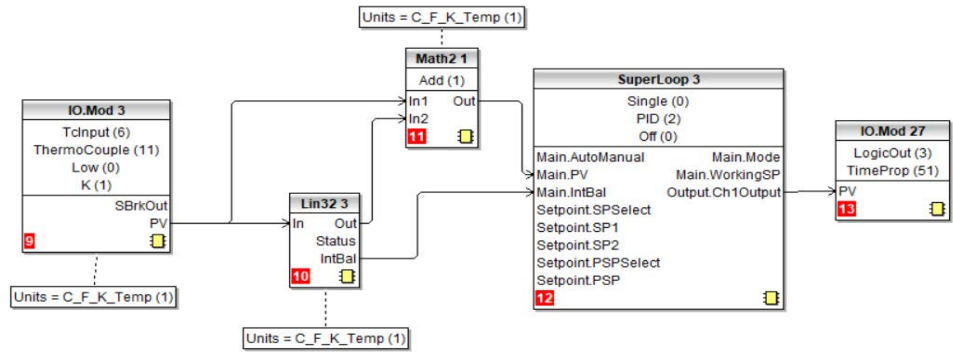 Units = C_F_K_Temp (1)
Math2 1
Add (1)
In1 Out
In2
11
IO.Mod 3
TcInput (6)
ThermoCouple (11)
Low (0)
K (1)
SBrkOut
PV
9
Units = C_F_K_Temp (1)
Lin32 3
In Out
Status
IntBal
10
Units = C_F_K_Temp (1)
SuperLoop 3
Single (0)
PID (2)
Off (0)
Main.AutoManual Main.Mode
Main.PV Main.WorkingSP
Main.IntBal Output.Ch1Output
Setpoint.SPSelect
Setpoint.SP1
Setpoint.SP2
Setpoint.PSPSelect
Setpoint.PSP
12
IO.Mod 27
LogicOut (3)
TimeProp (51)
PV
13